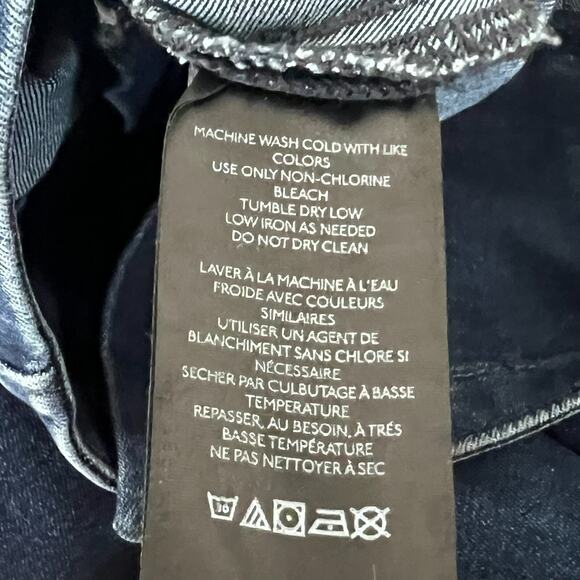 MACHINE WASH COLD WITH LIKE
COLORS
USE ONLY NON-CHLORINE
BLEACH
TUMBLE DRY LOW
LOW IRON AS NEEDED
DO NOT DRY CLEAN
LAVER À LA MACHINE À L'EAU
FROIDE AVEC COULEURS
SIMILAIRES
UTILISER UN AGENT DE
BLANCHIMENT SANS CHLORE SI
NÉCESSAIRE
SECHER PAR CULBUTAGE À BASSE
TEMPERATURE
REPASSER, AU BESOIN, À TRÉS
BASSE TEMPÉRATURE
NE PAS NETTOYER À SEC
30